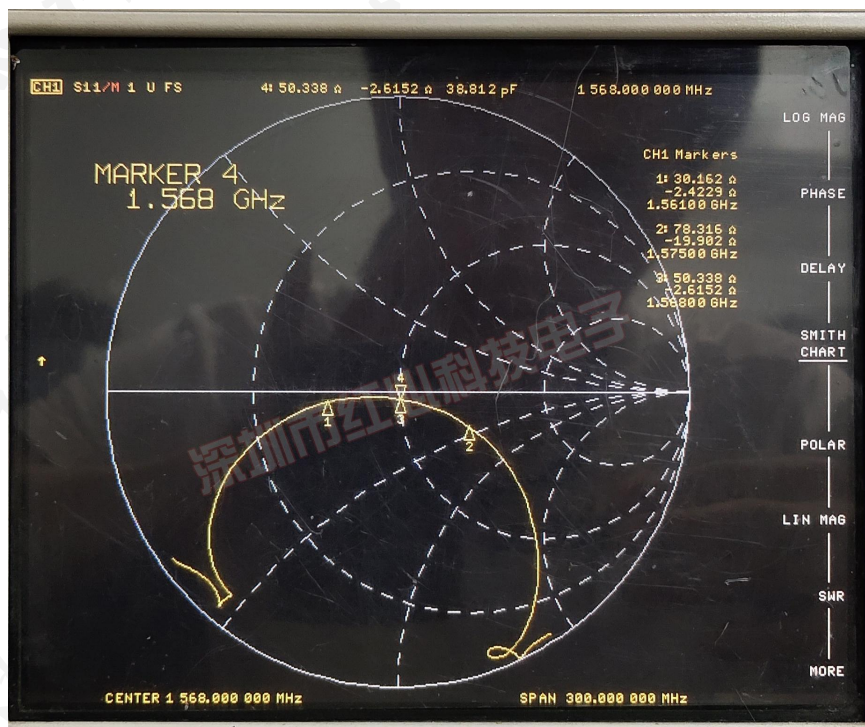 CH1 S11/M 1 U FS 4: 50.338 Ω -2.6152 Ω 38.812 pF 1 568.000 000 MHz
LOG MAG
MARKER 4
1.568 GHz
CH1 Markers
1: 30.162 Ω
-2.4229 Ω
1.56100 GHz
2: 78.316 Ω
-19.902 Ω
1.57500 GHz
3: 50.338 Ω
-2.6152 Ω
1.56800 GHz
PHASE
DELAY
SMITH
CHART
4
1
3
2
深圳市红灿科技电子
POLAR
LIN MAG
SWR
MORE
CENTER 1 568.000 000 MHz SPAN 300.000 000 MHz